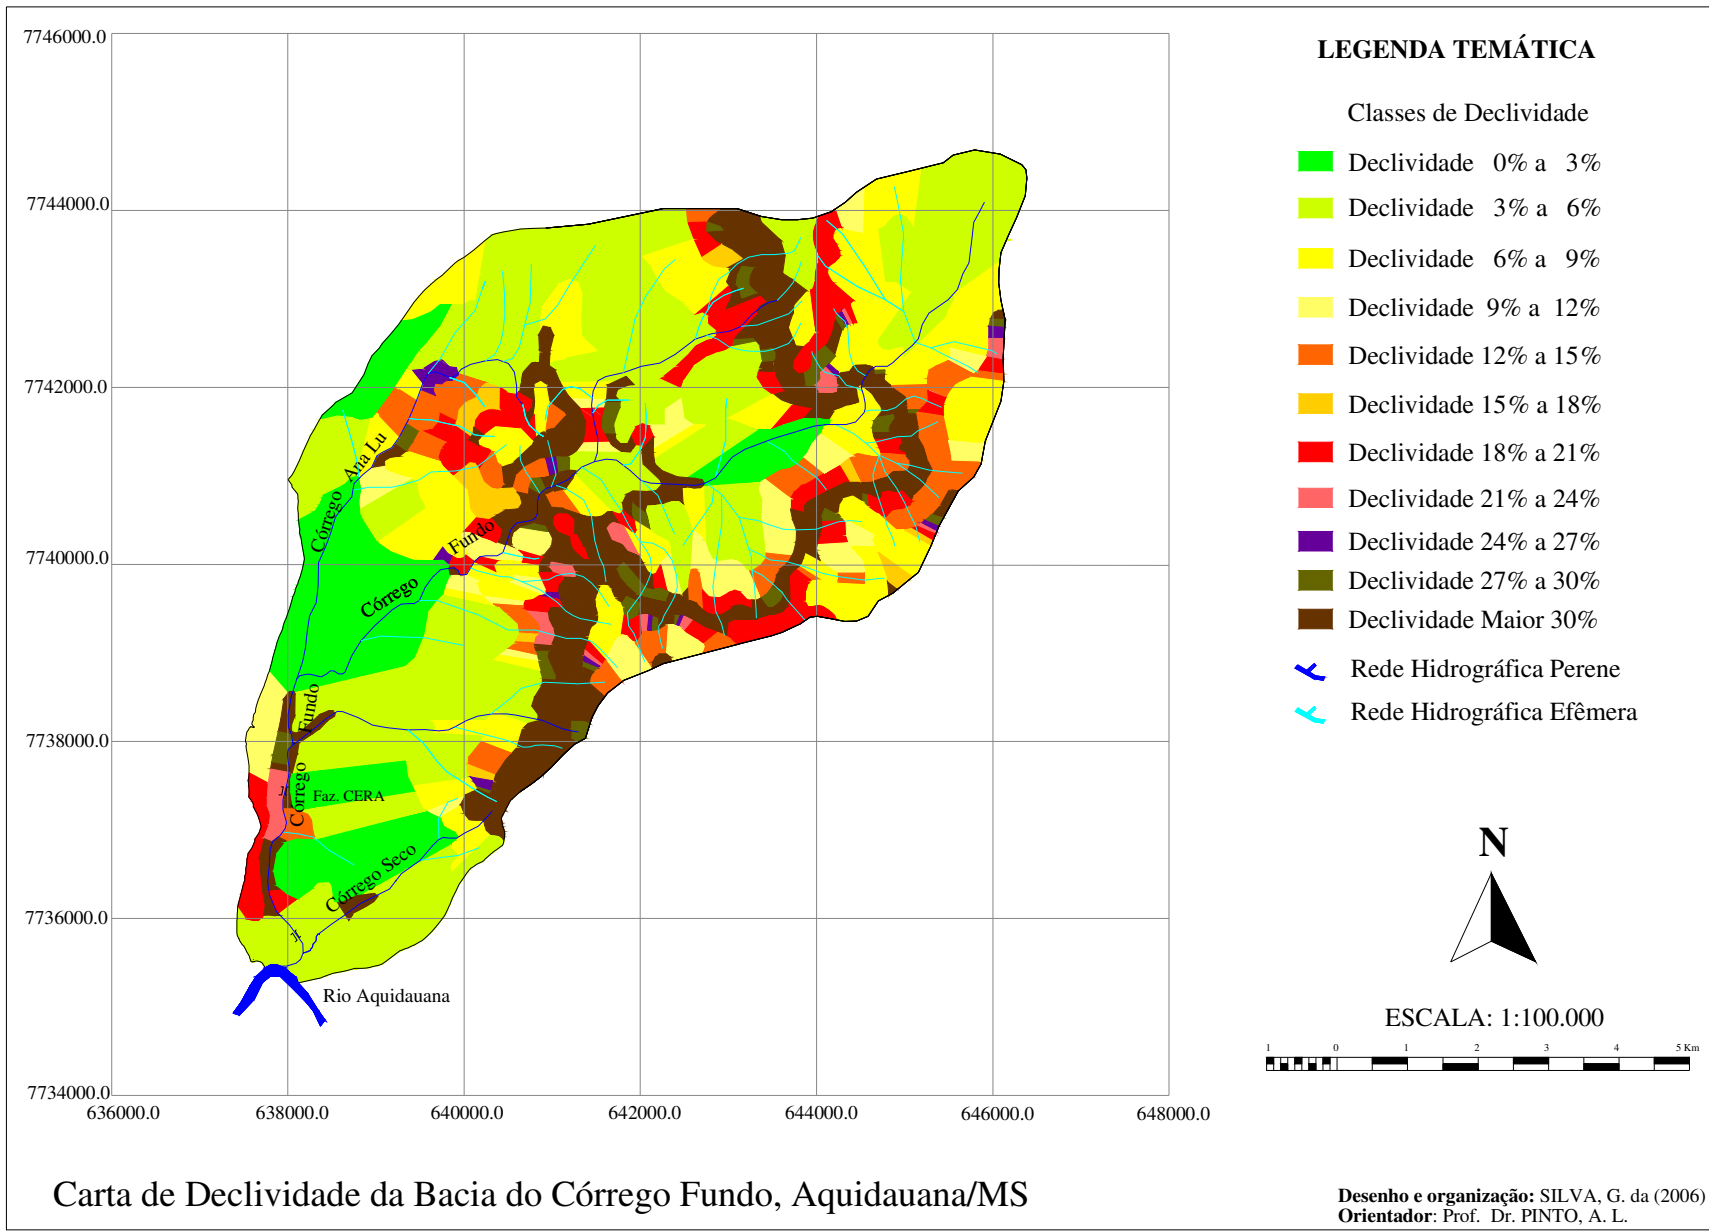 7746000.0
7744000.0
7742000.0
7740000.0
7738000.0
7736000.0
7734000.0
636000.0
638000.0
640000.0
642000.0
644000.0
646000.0
648000.0
Córrego Ana Lu
Córrego Fundo
Córrego Fundo
Faz. CERA
Córrego Seco
Rio Aquidauana
LEGENDA TEMÁTICA
Classes de Declividade
Declividade 0% a 3%
Declividade 3% a 6%
Declividade 6% a 9%
Declividade 9% a 12%
Declividade 12% a 15%
Declividade 15% a 18%
Declividade 18% a 21%
Declividade 21% a 24%
Declividade 24% a 27%
Declividade 27% a 30%
Declividade Maior 30%
Rede Hidrográfica Perene
Rede Hidrográfica Efêmera
N
ESCALA: 1:100.000
1 0 1 2 3 4 5 Km
Carta de Declividade da Bacia do Córrego Fundo, Aquidauana/MS
Desenho e organização: SILVA, G. da (2006)
Orientador: Prof. Dr. PINTO, A. L.